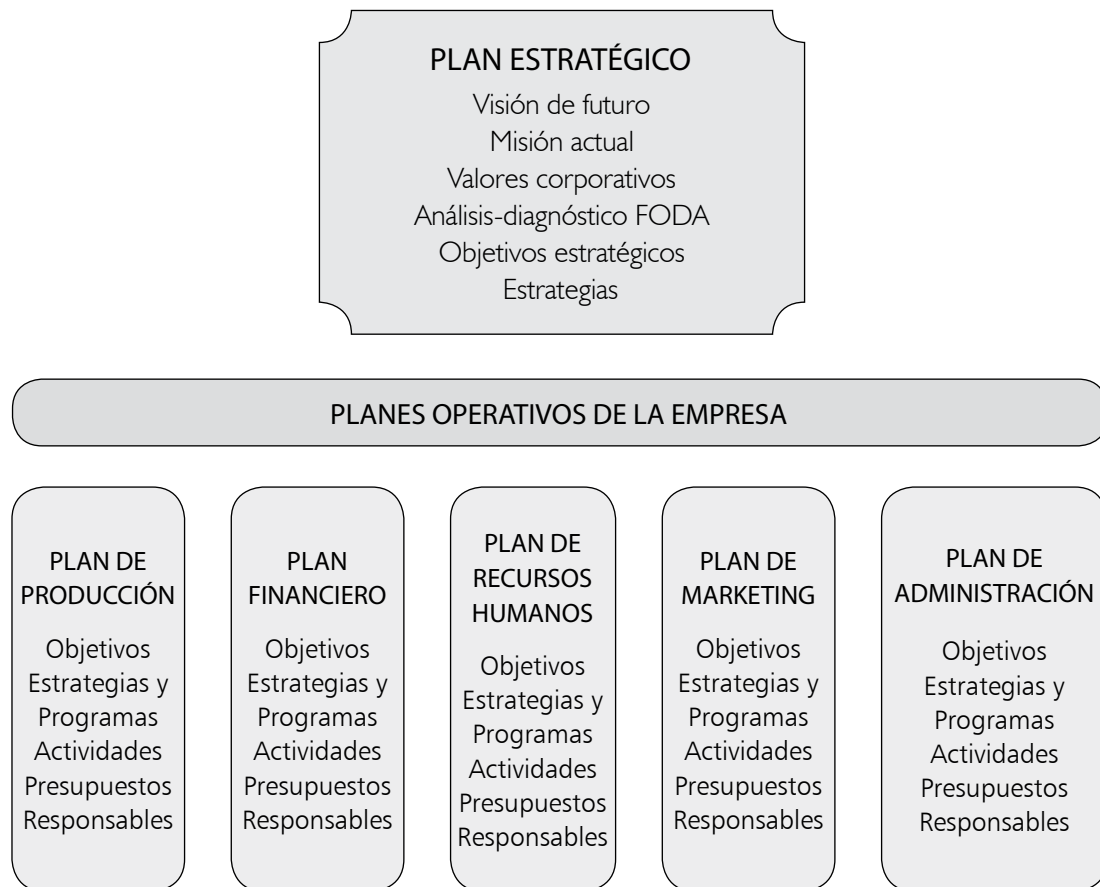 PLAN ESTRATÉGICO
Visión de futuro
Misión actual
Valores corporativos
Análisis-diagnóstico FODA
Objetivos estratégicos
Estrategias
PLANES OPERATIVOS DE LA EMPRESA
PLAN DE
PRODUCCIÓN
Objetivos
Estrategias y
Programas
Actividades
Presupuestos
Responsables
PLAN
FINANCIERO
Objetivos
Estrategias y
Programas
Actividades
Presupuestos
Responsables
PLAN DE
RECURSOS
HUMANOS
Objetivos
Estrategias y
Programas
Actividades
Presupuestos
Responsables
PLAN DE
MARKETING
Objetivos
Estrategias y
Programas
Actividades
Presupuestos
Responsables
PLAN DE
ADMINISTRACIÓN
Objetivos
Estrategias y
Programas
Actividades
Presupuestos
Responsables